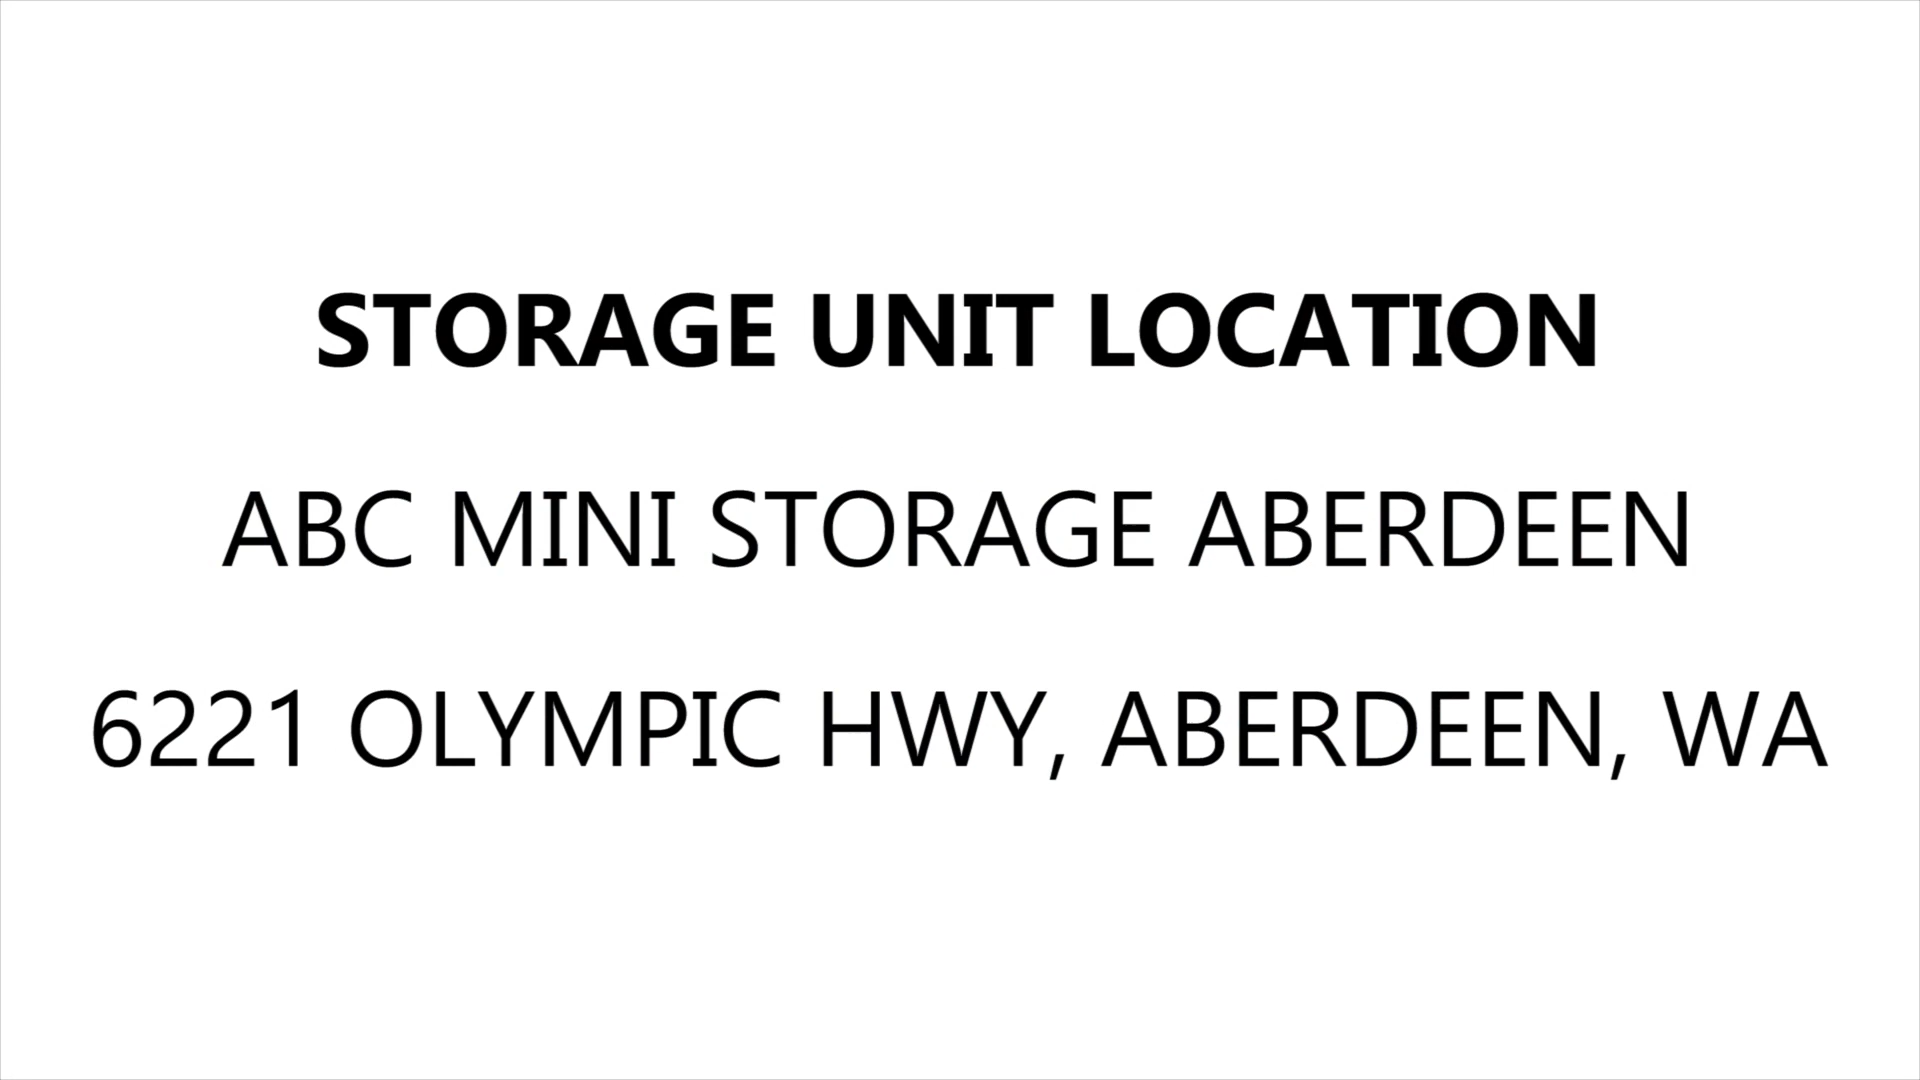 STORAGE UNIT LOCATION
ABC MINI STORAGE ABERDEEN
6221 OLYMPIC HWY, ABERDEEN, WA